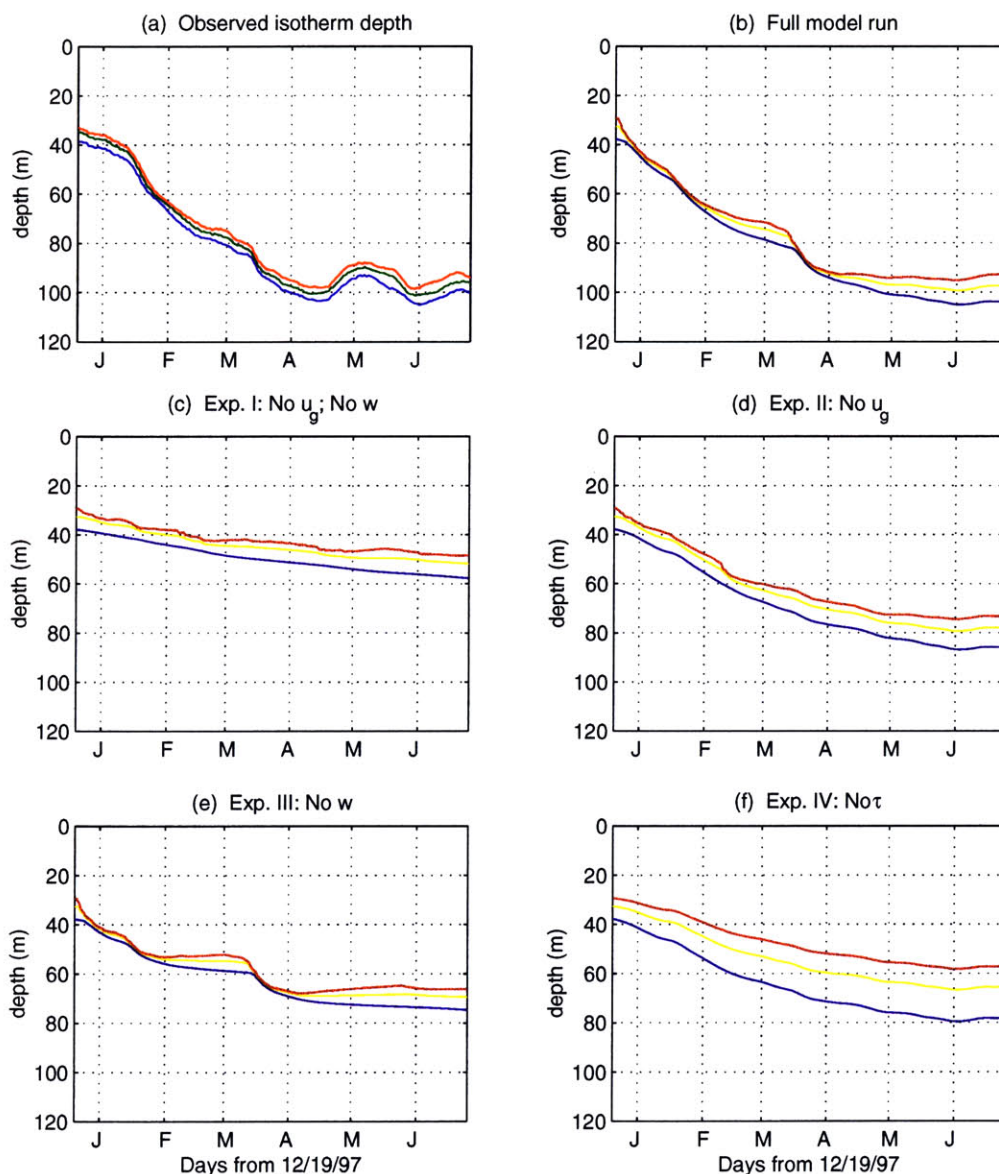 (a) Observed isotherm depth
0
20
40
60
80
100
120
depth (m)
J F M A M J
(b) Full model run
0
20
40
60
80
100
120
depth (m)
J F M A M J
(c) Exp. I: No u_g; No w
0
20
40
60
80
100
120
depth (m)
J F M A M J
(d) Exp. II: No u_g
0
20
40
60
80
100
120
depth (m)
J F M A M J
(e) Exp. III: No w
0
20
40
60
80
100
120
depth (m)
J F M A M J
Days from 12/19/97
(f) Exp. IV: No τ
0
20
40
60
80
100
120
depth (m)
J F M A M J
Days from 12/19/97